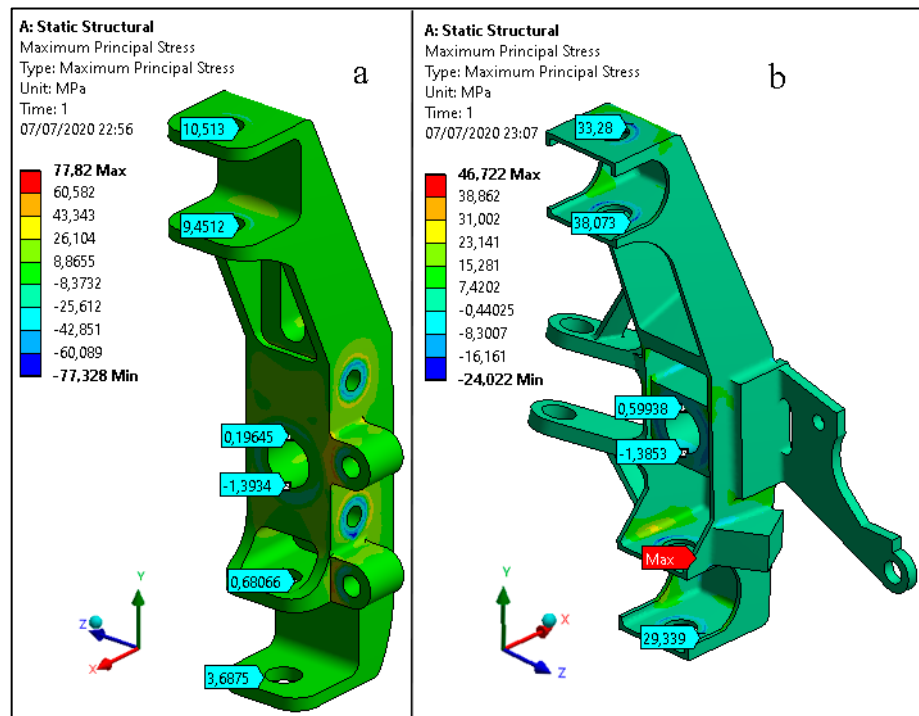 A: Static Structural
Maximum Principal Stress
Type: Maximum Principal Stress
Unit: MPa
Time: 1
07/07/2020 22:56
a
77,82 Max
60,582
43,343
26,104
8,8655
-8,3732
-25,612
-42,851
-60,089
-77,328 Min
10,513
9,4512
0,19645
-1,3934
0,68066
3,6875
Y
Z
X
A: Static Structural
Maximum Principal Stress
Type: Maximum Principal Stress
Unit: MPa
Time: 1
07/07/2020 23:07
b
46,722 Max
38,862
31,002
23,141
15,281
7,4202
-0,44025
-8,3007
-16,161
-24,022 Min
33,28
38,073
0,59938
-1,3853
Max
29,339
Y
X
Z